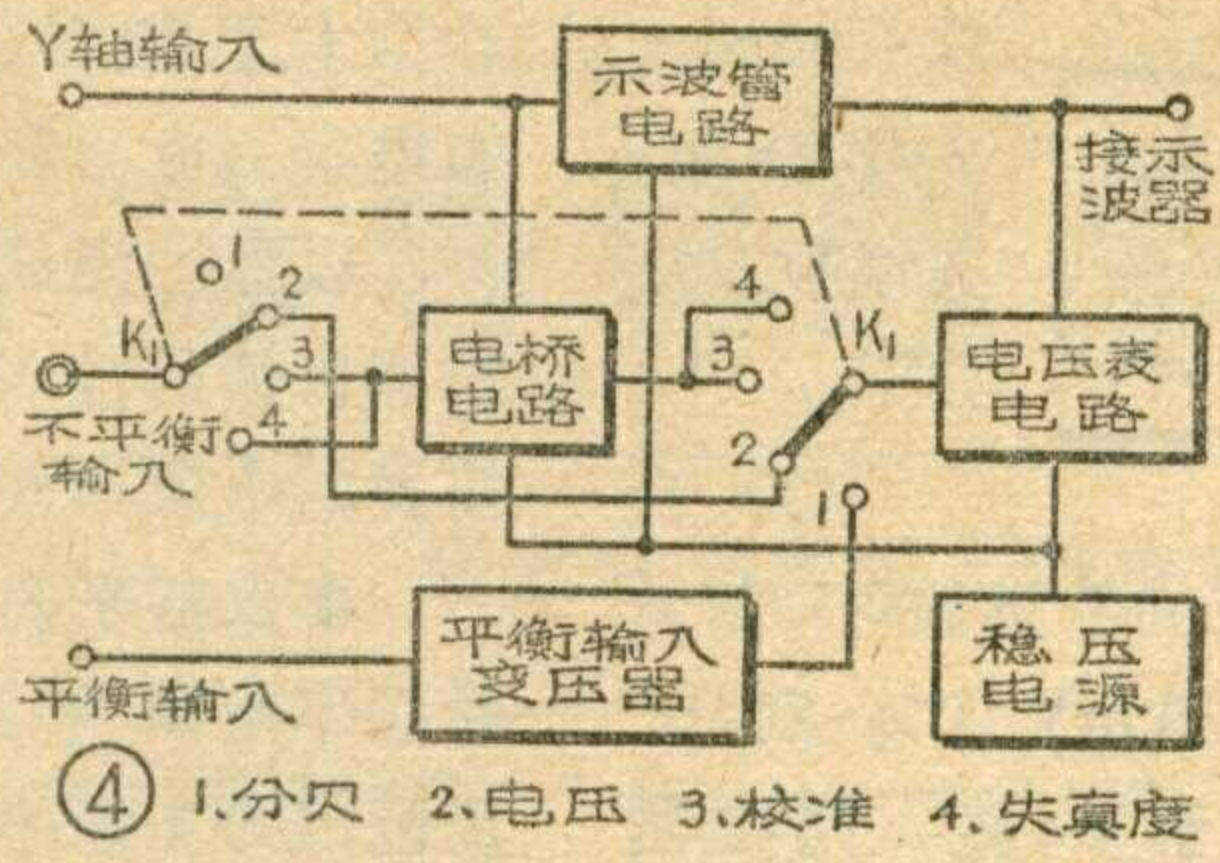 Y轴输入
示波管
电路
接示
波器
1
2
K₁
3
4
不平衡
输入
电桥
电路
4
3
K₁
2
1
电压表
电路
平衡输入
平衡输入
变压器
稳压
电源
④ 1.分贝 2.电压 3.校准 4.失真度